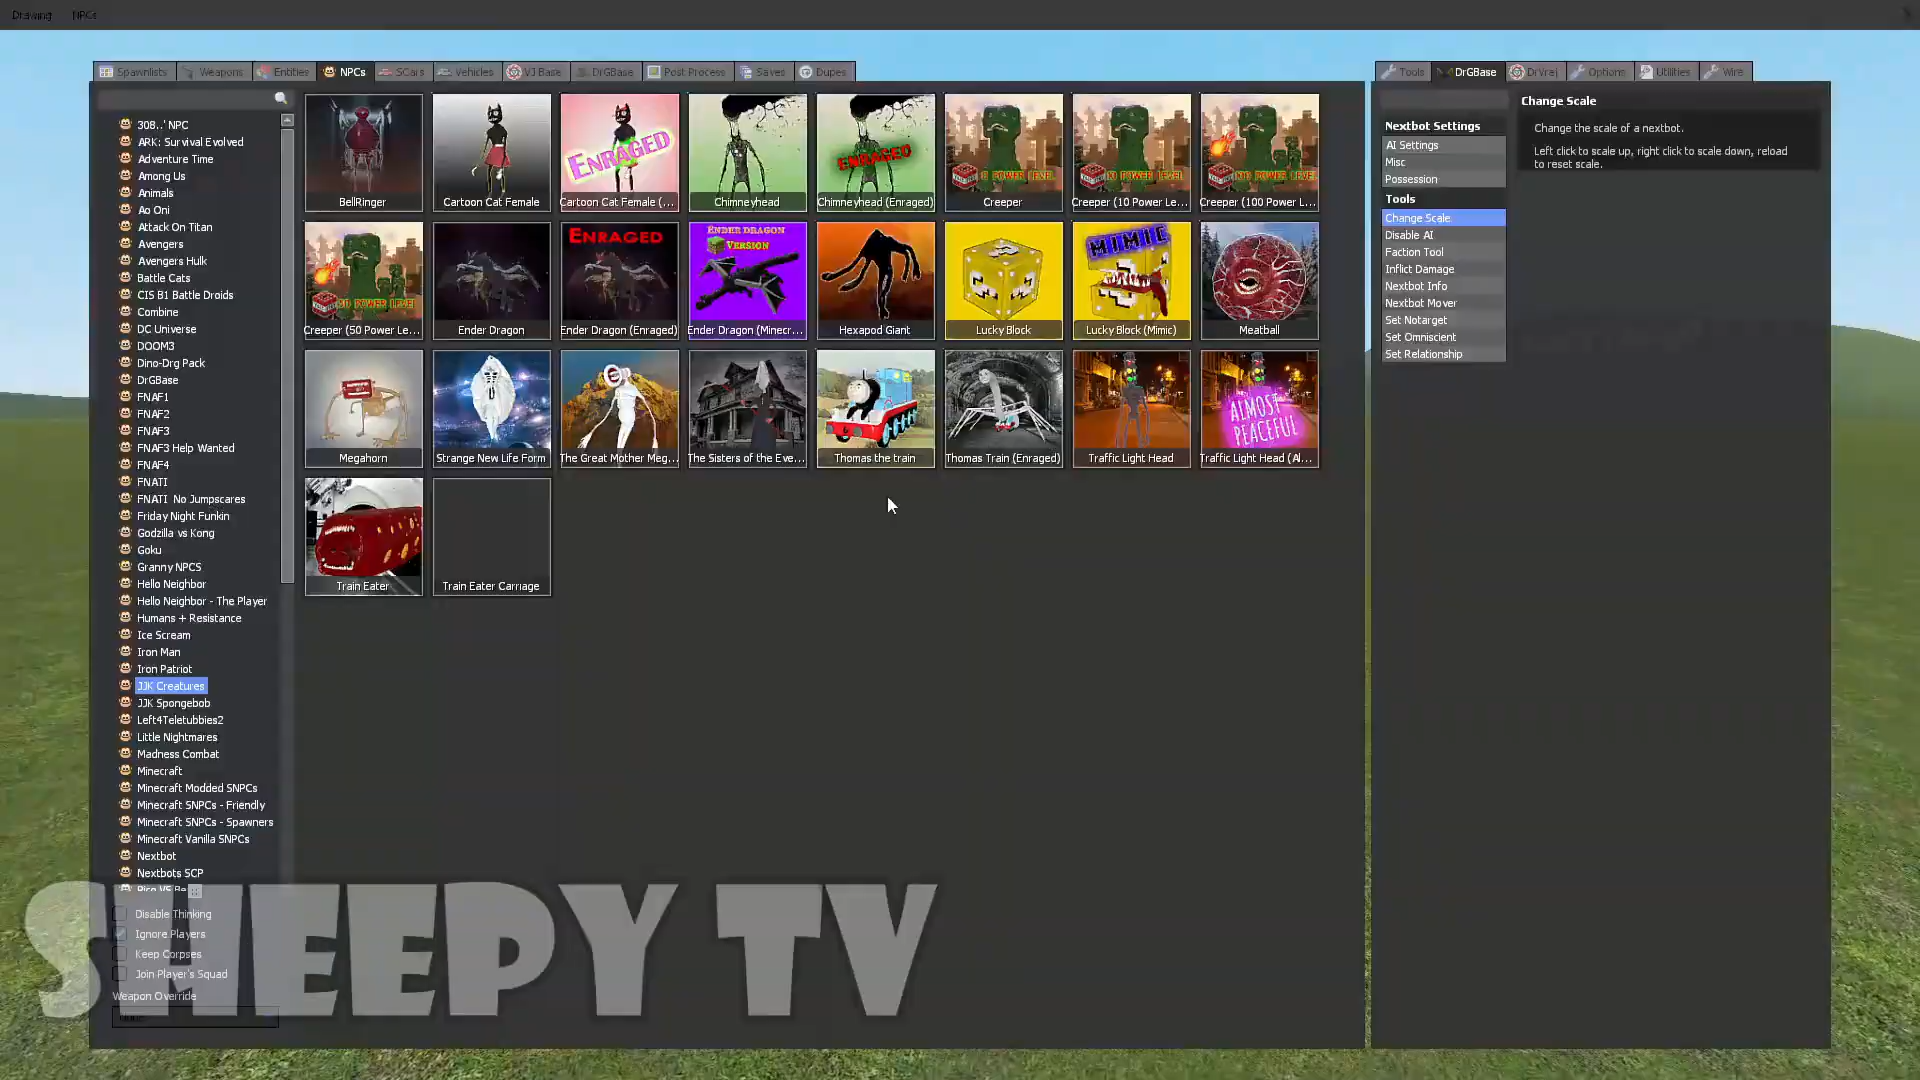 Drawing NPCs
Spawnlists Weapons Entities NPCs SCars Vehicles VJ Base DrGBase Post Process Saves Dupes
Tools DrGBase DrVrej Options Utilities Wire
308..' NPC
ARK: Survival Evolved
Adventure Time
Among Us
Animals
Ao Oni
Attack On Titan
Avengers
Avengers Hulk
Battle Cats
CIS B1 Battle Droids
Combine
DC Universe
DOOM3
Dino-Drg Pack
DrGBase
FNAF1
FNAF2
FNAF3
FNAF3 Help Wanted
FNAF4
FNATI
FNATI No Jumpscares
Friday Night Funkin
Godzilla vs Kong
Goku
Granny NPCS
Hello Neighbor
Hello Neighbor - The Player
Humans + Resistance
Ice Scream
Iron Man
Iron Patriot
JJK Creatures
JJK Spongebob
Left4Teletubbies2
Little Nightmares
Madness Combat
Minecraft
Minecraft Modded SNPCs
Minecraft SNPCs - Friendly
Minecraft SNPCs - Spawners
Minecraft Vanilla SNPCs
Nextbot
Nextbots SCP
Disable Thinking
Ignore Players
Keep Corpses
Join Player's Squad
Weapon Override
ENRAGED
ENRAGED
POWER LEVEL
10 POWER LEVEL
100 POWER LEVEL
BellRinger
Cartoon Cat Female
Cartoon Cat Female (...
Chimneyhead
Chimneyhead (Enraged)
Creeper
Creeper (10 Power Le...
Creeper (100 Power L...
50 POWER LEVEL
ENRAGED
ENDER DRAGON
VERSION
MIMIC
Creeper (50 Power Le...
Ender Dragon
Ender Dragon (Enraged)
Ender Dragon (Minecr...
Hexapod Giant
Lucky Block
Lucky Block (Mimic)
Meatball
ALMOST
PEACEFUL
Megahorn
Strange New Life Form
The Great Mother Meg...
The Sisters of the Eve...
Thomas the train
Thomas Train (Enraged)
Traffic Light Head
Traffic Light Head (Al...
Train Eater
Train Eater Carriage
Nextbot Settings
AI Settings
Misc
Possession
Tools
Change Scale
Disable AI
Faction Tool
Inflict Damage
Nextbot Info
Nextbot Mover
Set Notarget
Set Omniscient
Set Relationship
Change Scale
Change the scale of a nextbot.
Left click to scale up, right click to scale down, reload
to reset scale.
SHEEPY TV